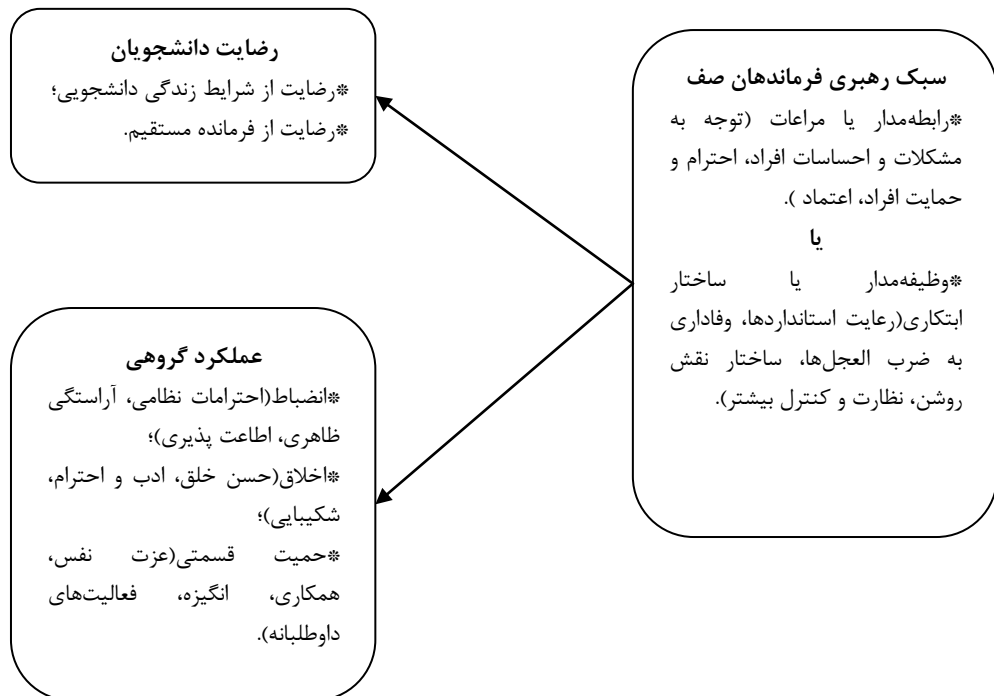 سبک رهبری فرماندهان صف
*رابطه‌مدار یا مراعات (توجه به
مشکلات و احساسات افراد، احترام و
حمایت افراد، اعتماد ).
یا
*وظیفه‌مدار یا ساختار
ابتکاری(رعایت استانداردها، وفاداری
به ضرب العجل‌ها، ساختار نقش
روشن، نظارت و کنترل بیشتر).
رضایت دانشجویان
*رضایت از شرایط زندگی دانشجویی؛
*رضایت از فرمانده مستقیم.
عملکرد گروهی
*انضباط(احترامات نظامی، آراستگی
ظاهری، اطاعت پذیری)؛
*اخلاق(حسن خلق، ادب و احترام،
شکیبایی)؛
*حمیت قسمتی(عزت نفس،
همکاری، انگیزه، فعالیت‌های
داوطلبانه).